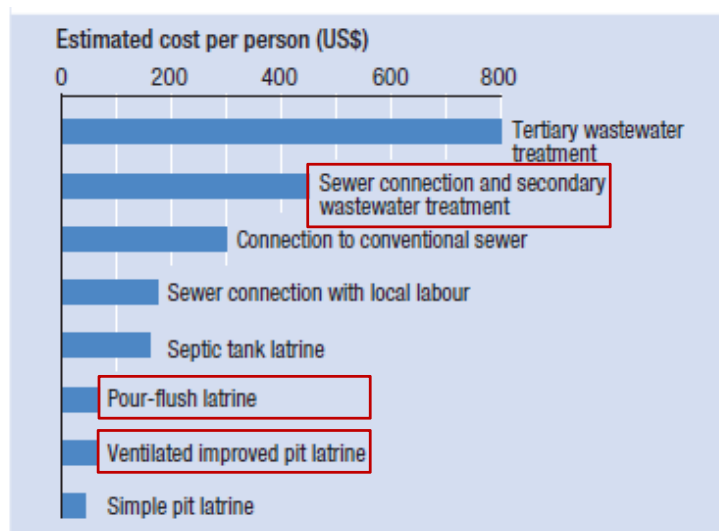 Estimated cost per person (US$)
0 200 400 600 800
Tertiary wastewater
treatment
Sewer connection and secondary
wastewater treatment
Connection to conventional sewer
Sewer connection with local labour
Septic tank latrine
Pour-flush latrine
Ventilated improved pit latrine
Simple pit latrine